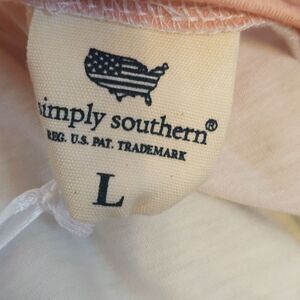 simply southern®
REG. U.S. PAT. TRADEMARK
L